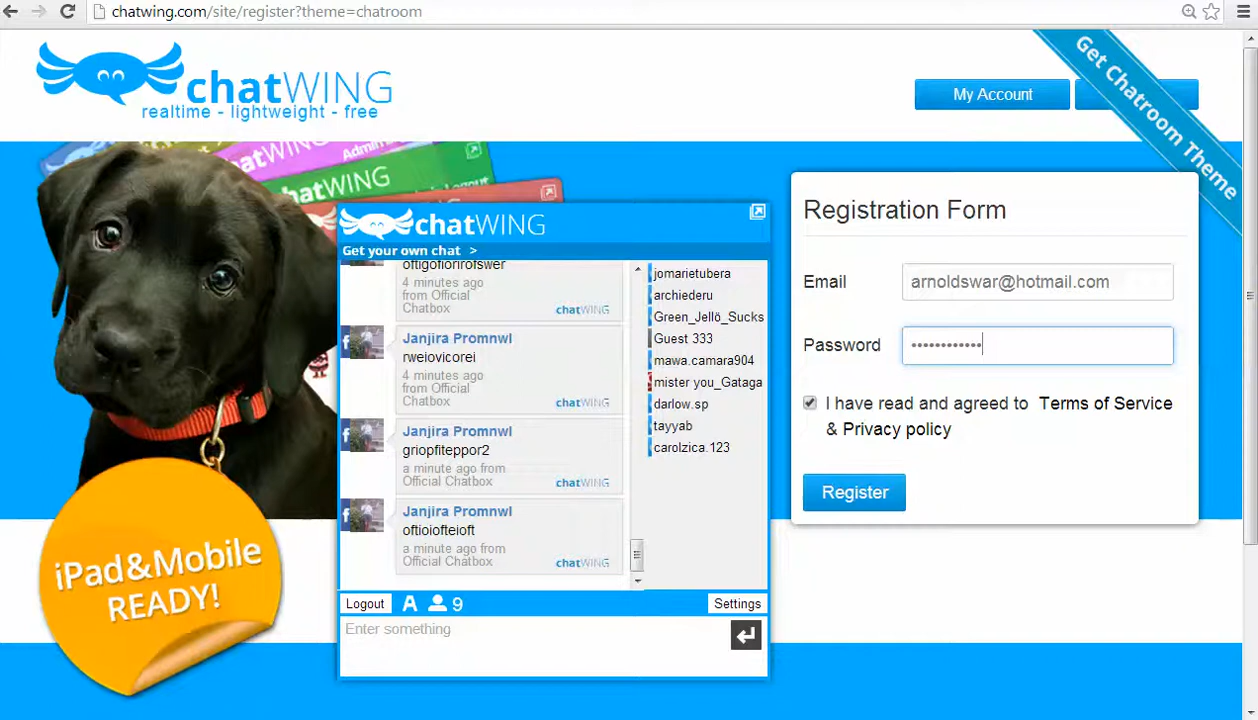 chatwing.com/site/register?theme=chatroom
chatWING
realtime - lightweight - free
My Account
Get Chatroom Theme
Admin
chatWING
Logout
chatWING
Get your own chat >
oftigofiorirofswer
4 minutes ago
from Official
Chatbox
chatWING
Janjira Promnwl
rweiovicorei
4 minutes ago
from Official
Chatbox
chatWING
Janjira Promnwl
griopfiteppor2
a minute ago from
Official Chatbox
chatWING
Janjira Promnwl
oftioiofteioft
a minute ago from
Official Chatbox
chatWING
jomarietubera
archiederu
Green_Jellö_Sucks
Guest 333
mawa.camara904
mister you_Gataga
darlow.sp
tayyab
carolzica.123
Logout
A
9
Settings
Enter something
Registration Form
Email
arnoldswar@hotmail.com
Password
••••••••••••
I have read and agreed to Terms of Service
& Privacy policy
Register
iPad&Mobile
READY!